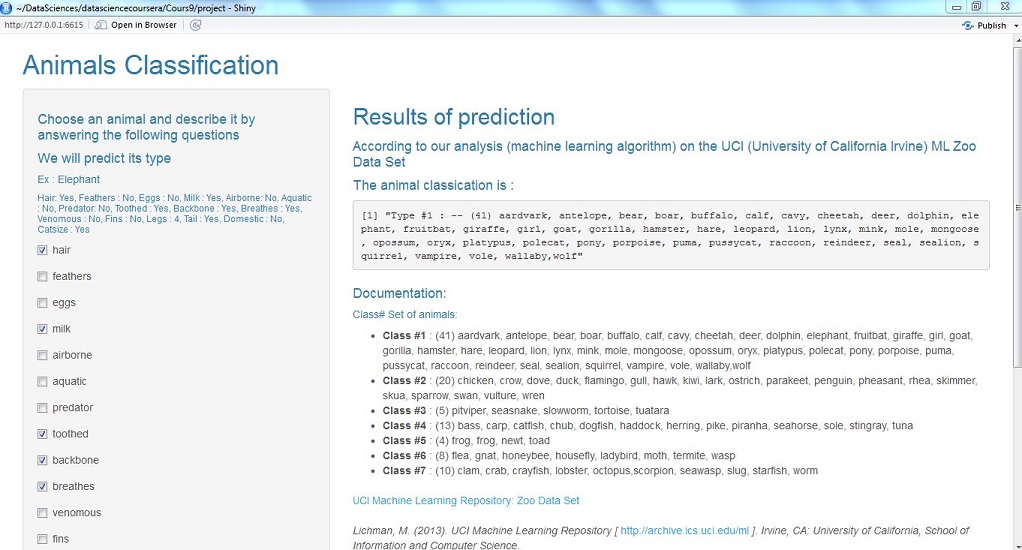 ~/DataSciences/datasciencecoursera/Cours9/project - Shiny
http://127.0.0.1:6615 Open in Browser Publish
Animals Classification
Choose an animal and describe it by
answering the following questions
We will predict its type
Ex : Elephant
Hair: Yes, Feathers : No, Eggs : No, Milk : Yes, Airborne: No, Aquatic
: No, Predator: No, Toothed : Yes, Backbone : Yes, Breathes : Yes,
Venomous : No, Fins : No, Legs : 4, Tail : Yes, Domestic : No,
Catsize : Yes
hair
feathers
eggs
milk
airborne
aquatic
predator
toothed
backbone
breathes
venomous
fins
Results of prediction
According to our analysis (machine learning algorithm) on the UCI (University of California Irvine) ML Zoo
Data Set
The animal classication is :
[1] "Type #1 : -- (41) aardvark, antelope, bear, boar, buffalo, calf, cavy, cheetah, deer, dolphin, ele
phant, fruitbat, giraffe, girl, goat, gorilla, hamster, hare, leopard, lion, lynx, mink, mole, mongoose
, opossum, oryx, platypus, polecat, pony, porpoise, puma, pussycat, raccoon, reindeer, seal, sealion, s
quirrel, vampire, vole, wallaby,wolf"
Documentation:
Class# Set of animals:
Class #1 : (41) aardvark, antelope, bear, boar, buffalo, calf, cavy, cheetah, deer, dolphin, elephant, fruitbat, giraffe, girl, goat,
gorilla, hamster, hare, leopard, lion, lynx, mink, mole, mongoose, opossum, oryx, platypus, polecat, pony, porpoise, puma,
pussycat, raccoon, reindeer, seal, sealion, squirrel, vampire, vole, wallaby,wolf
Class #2 : (20) chicken, crow, dove, duck, flamingo, gull, hawk, kiwi, lark, ostrich, parakeet, penguin, pheasant, rhea, skimmer,
skua, sparrow, swan, vulture, wren
Class #3 : (5) pitviper, seasnake, slowworm, tortoise, tuatara
Class #4 : (13) bass, carp, catfish, chub, dogfish, haddock, herring, pike, piranha, seahorse, sole, stingray, tuna
Class #5 : (4) frog, frog, newt, toad
Class #6 : (8) flea, gnat, honeybee, housefly, ladybird, moth, termite, wasp
Class #7 : (10) clam, crab, crayfish, lobster, octopus,scorpion, seawasp, slug, starfish, worm
UCI Machine Learning Repository: Zoo Data Set
Lichman, M. (2013). UCI Machine Learning Repository [ http://archive.ics.uci.edu/ml ]. Irvine, CA: University of California, School of
Information and Computer Science.